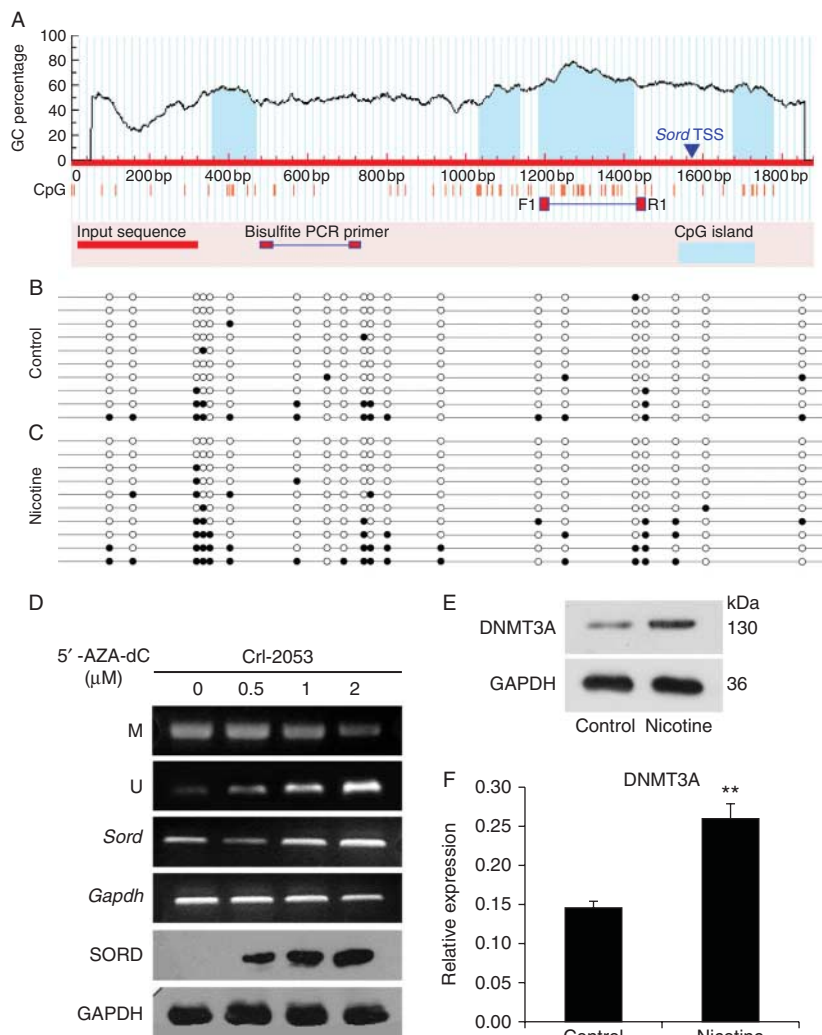 A
GC percentage
100
80
60
40
20
0
Sord TSS
200 bp 400 bp 600 bp 800 bp 1000 bp 1200 bp 1400 bp 1600 bp 1800 bp
CpG
F1 R1
Input sequence Bisulfite PCR primer CpG island
B
Control
C
Nicotine
D
5′ -AZA-dC Crl-2053
(μM) 0 0.5 1 2
M
U
Sord
Gapdh
SORD
GAPDH
E
kDa
DNMT3A 130
GAPDH 36
Control Nicotine
F
DNMT3A
**
Relative expression
0.30
0.25
0.15
0.15
0.10
0.05
0.00
Control Nicotine